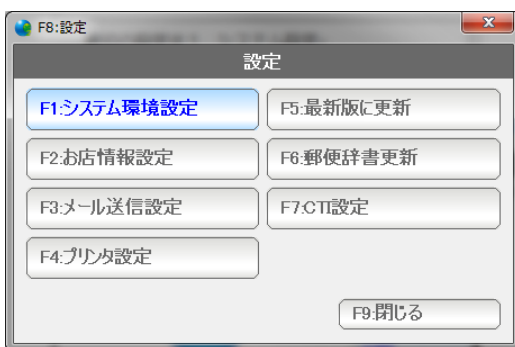 F8:設定
設定
F1:システム環境設定
F5:最新版に更新
F2:お店情報設定
F6:郵便辞書更新
F3:メール送信設定
F7:CTI設定
F4:プリンタ設定
F9:閉じる